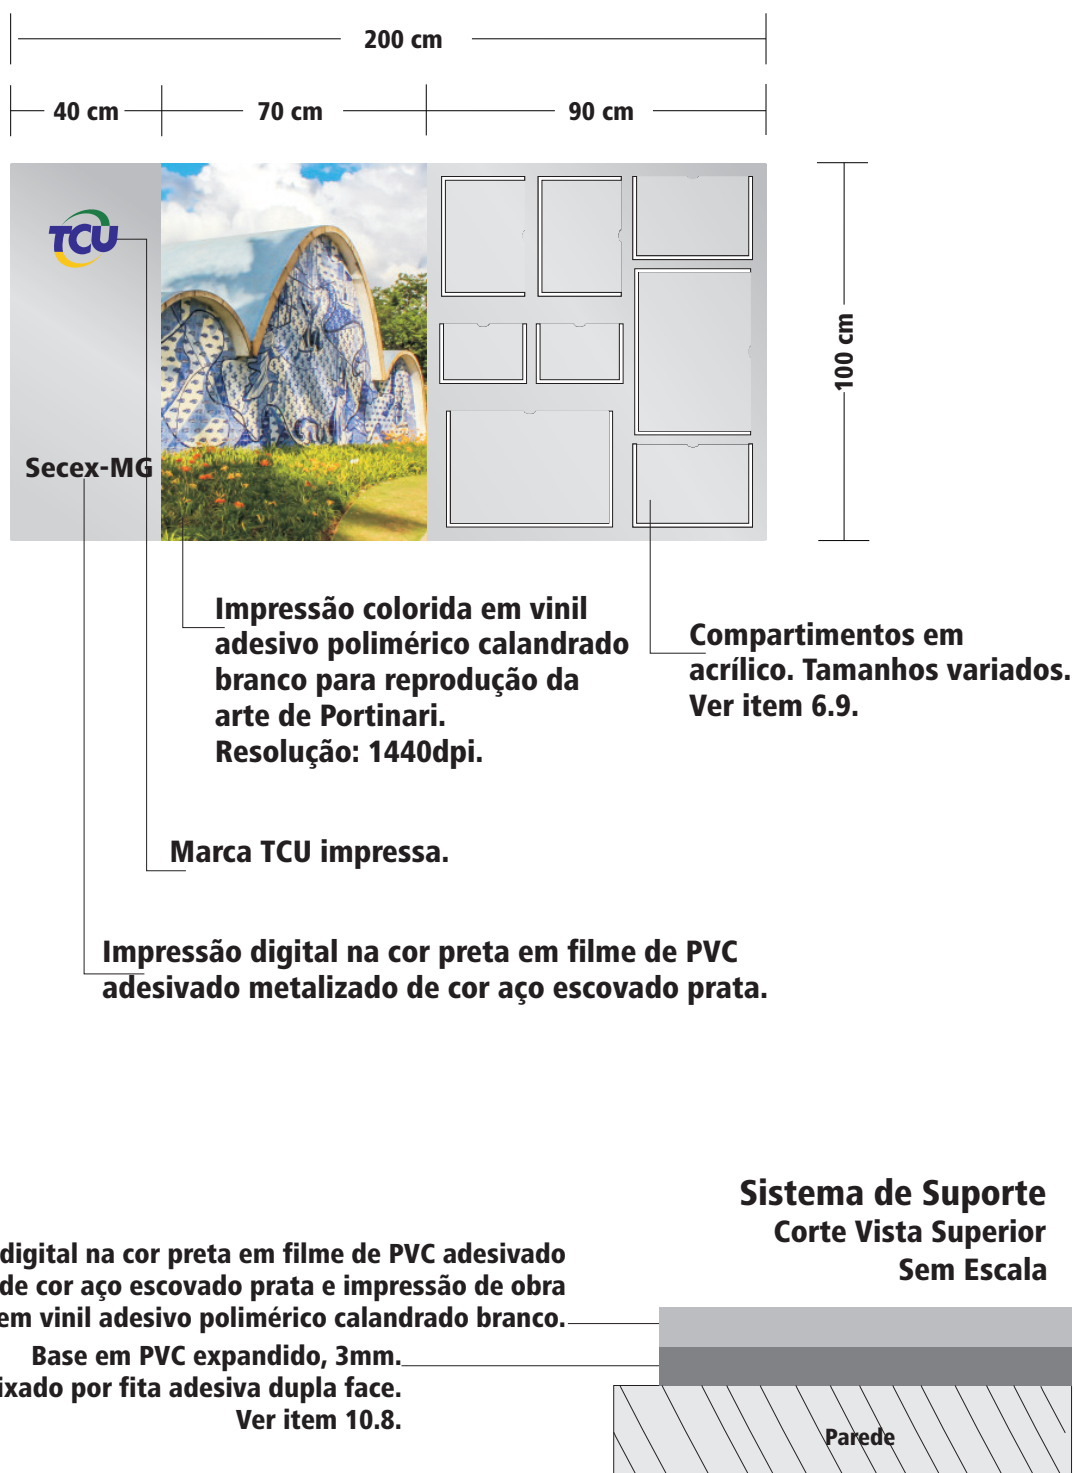 200 cm
40 cm
70 cm
90 cm
TCU
100 cm
Secex-MG
Impressão colorida em vinil
adesivo polimérico calandrado
branco para reprodução da
arte de Portinari.
Resolução: 1440dpi.
Compartimentos em
acrílico. Tamanhos variados.
Ver item 6.9.
Marca TCU impressa.
Impressão digital na cor preta em filme de PVC
adesivado metalizado de cor aço escovado prata.
Sistema de Suporte
Corte Vista Superior
Sem Escala
digital na cor preta em filme de PVC adesivado
de cor aço escovado prata e impressão de obra
em vinil adesivo polimérico calandrado branco.
Base em PVC expandido, 3mm.
ixado por fita adesiva dupla face.
Ver item 10.8.
Parede